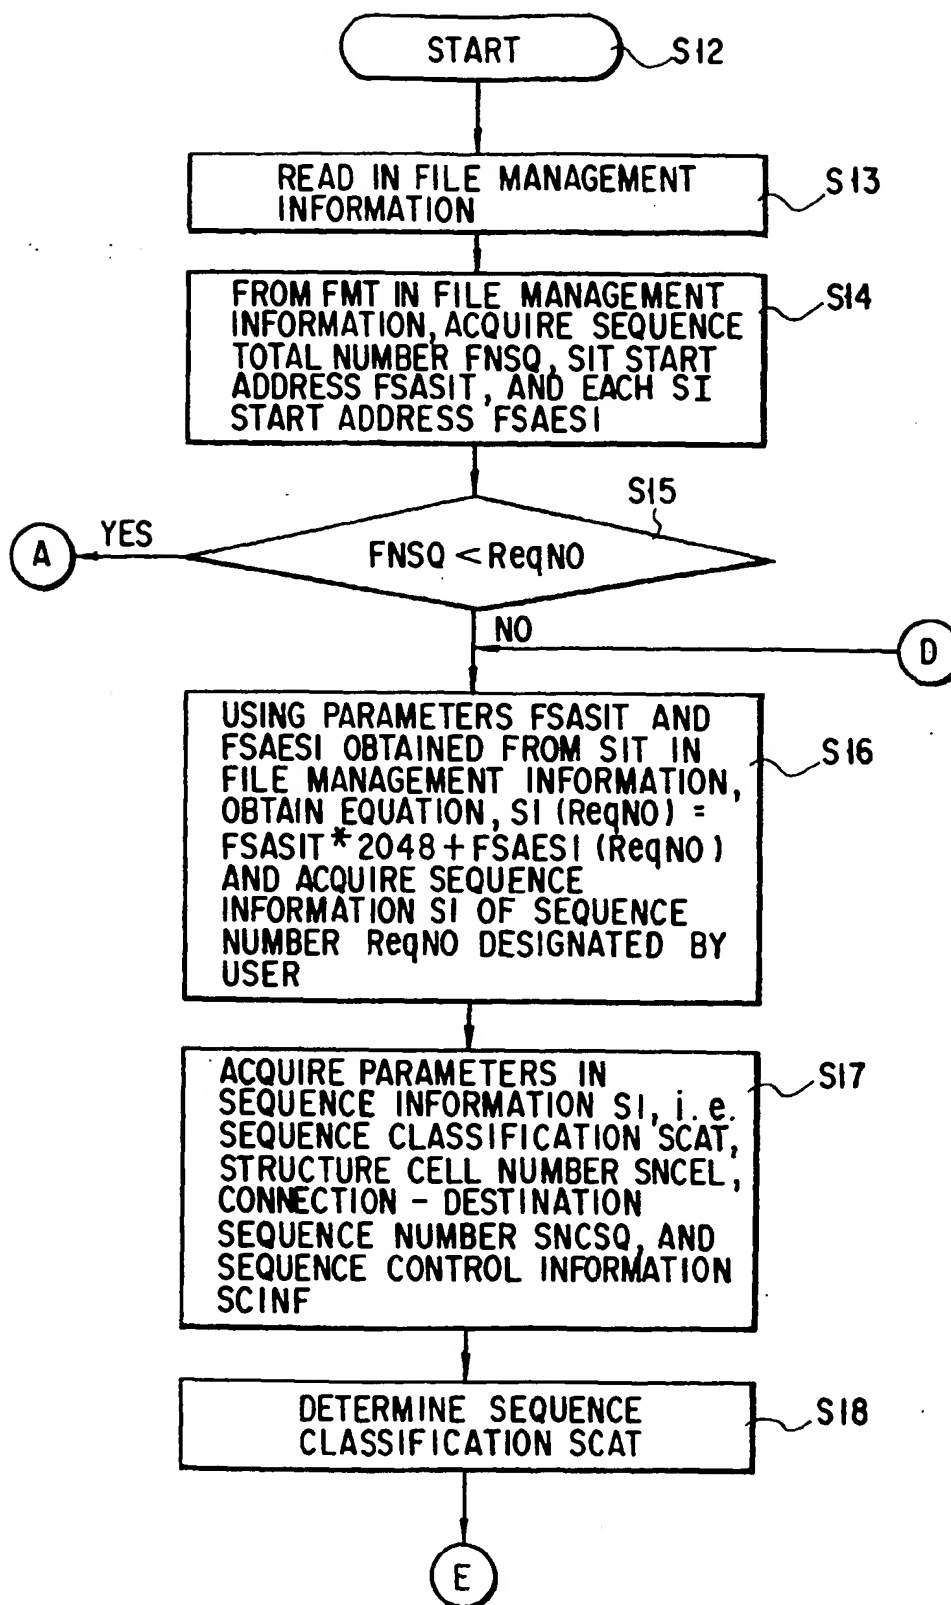 START
S12
READ IN FILE MANAGEMENT
INFORMATION
S13
FROM FMT IN FILE MANAGEMENT
INFORMATION, ACQUIRE SEQUENCE
TOTAL NUMBER FNSQ, SIT START
ADDRESS FSASIT, AND EACH SI
START ADDRESS FSAESI
S14
S15
FNSQ < ReqNO
YES
A
NO
D
USING PARAMETERS FSASIT AND
FSAESI OBTAINED FROM SIT IN
FILE MANAGEMENT INFORMATION,
OBTAIN EQUATION, SI (ReqNO) =
FSASIT * 2048 + FSAESI (ReqNO)
AND ACQUIRE SEQUENCE
INFORMATION SI OF SEQUENCE
NUMBER ReqNO DESIGNATED BY
USER
S16
ACQUIRE PARAMETERS IN
SEQUENCE INFORMATION SI, i.e.
SEQUENCE CLASSIFICATION SCAT,
STRUCTURE CELL NUMBER SNCEL,
CONNECTION - DESTINATION
SEQUENCE NUMBER SNCSQ, AND
SEQUENCE CONTROL INFORMATION
SCINF
S17
DETERMINE SEQUENCE
CLASSIFICATION SCAT
S18
E